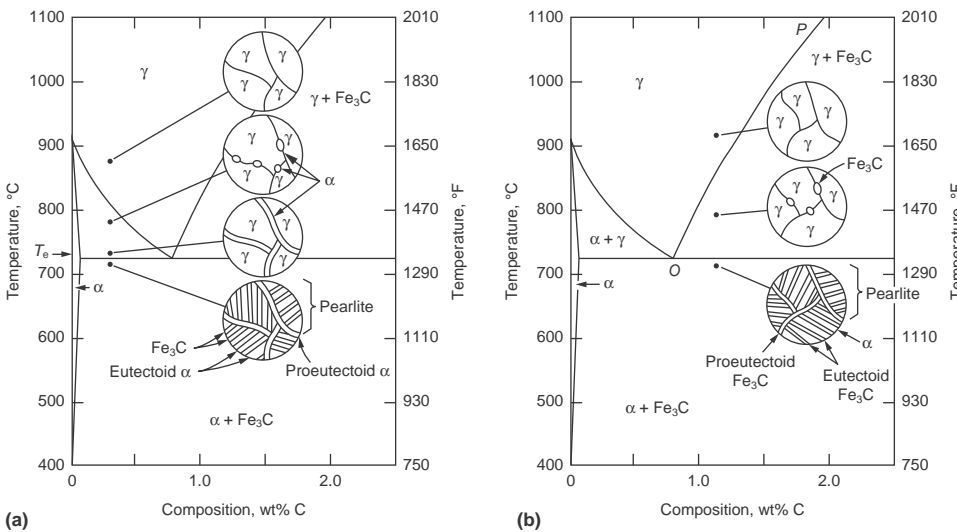 1100
1000
900
800
700
600
500
400
Temperature, °C
T_e
γ
γ
γ
γ
γ
γ + Fe₃C
γ
γ
γ
γ
α
γ
γ
γ
α
Pearlite
Fe₃C
Eutectoid α
Proeutectoid α
α + Fe₃C
2010
1830
1650
1470
1290
1110
930
750
Temperature, °F
0
1.0
2.0
Composition, wt% C
(a)
1100
1000
900
800
700
600
500
400
Temperature, °C
P
γ + Fe₃C
γ
γ
γ
γ
γ
Fe₃C
γ
γ
γ
γ
α + γ
O
α
Pearlite
α
Proeutectoid
Fe₃C
Eutectoid
Fe₃C
α + Fe₃C
2010
1830
1650
1470
1290
1110
930
750
Temperature, °F
0
1.0
2.0
Composition, wt% C
(b)